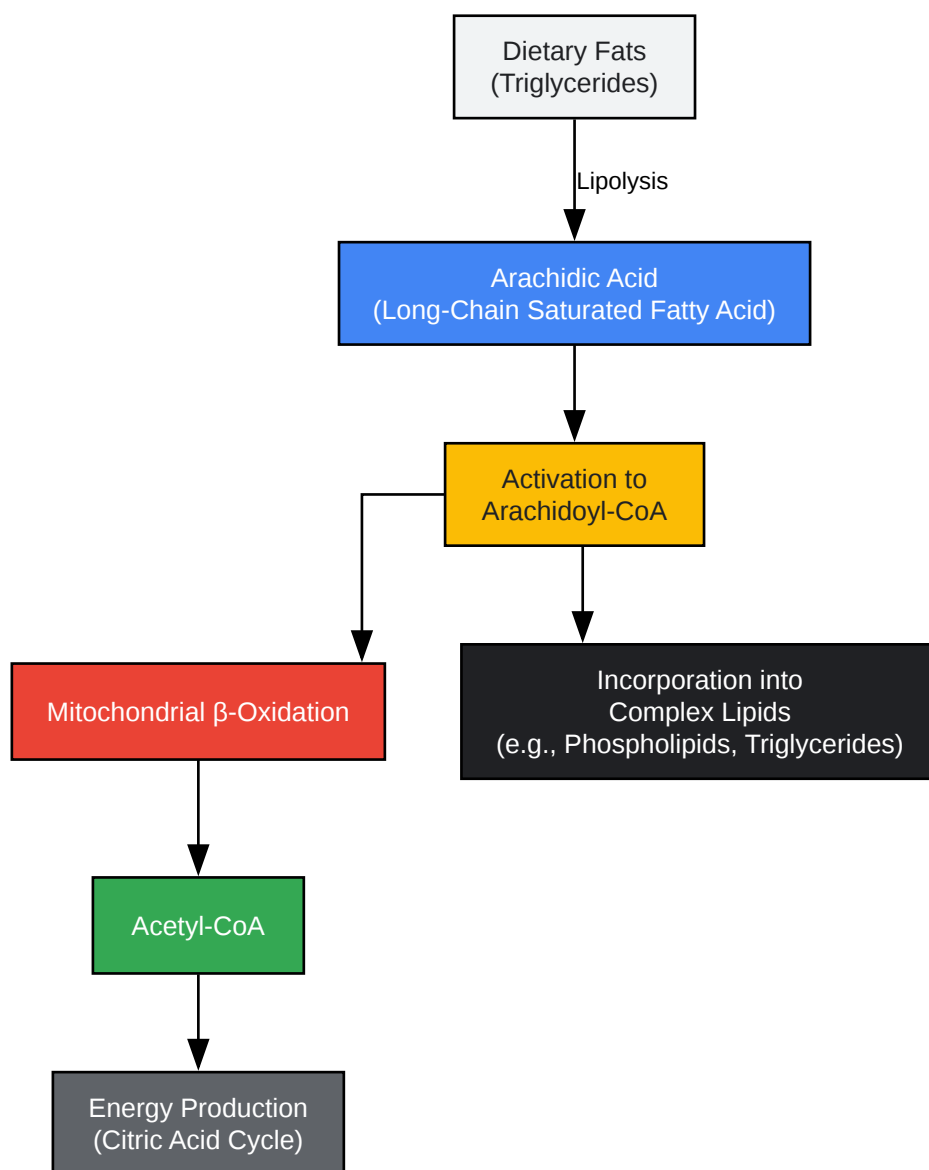 Dietary Fats
(Triglycerides)
Lipolysis
Arachidic Acid
(Long-Chain Saturated Fatty Acid)
Activation to
Arachidoyl-CoA
Mitochondrial β-Oxidation
Incorporation into
Complex Lipids
(e.g., Phospholipids, Triglycerides)
Acetyl-CoA
Energy Production
(Citric Acid Cycle)